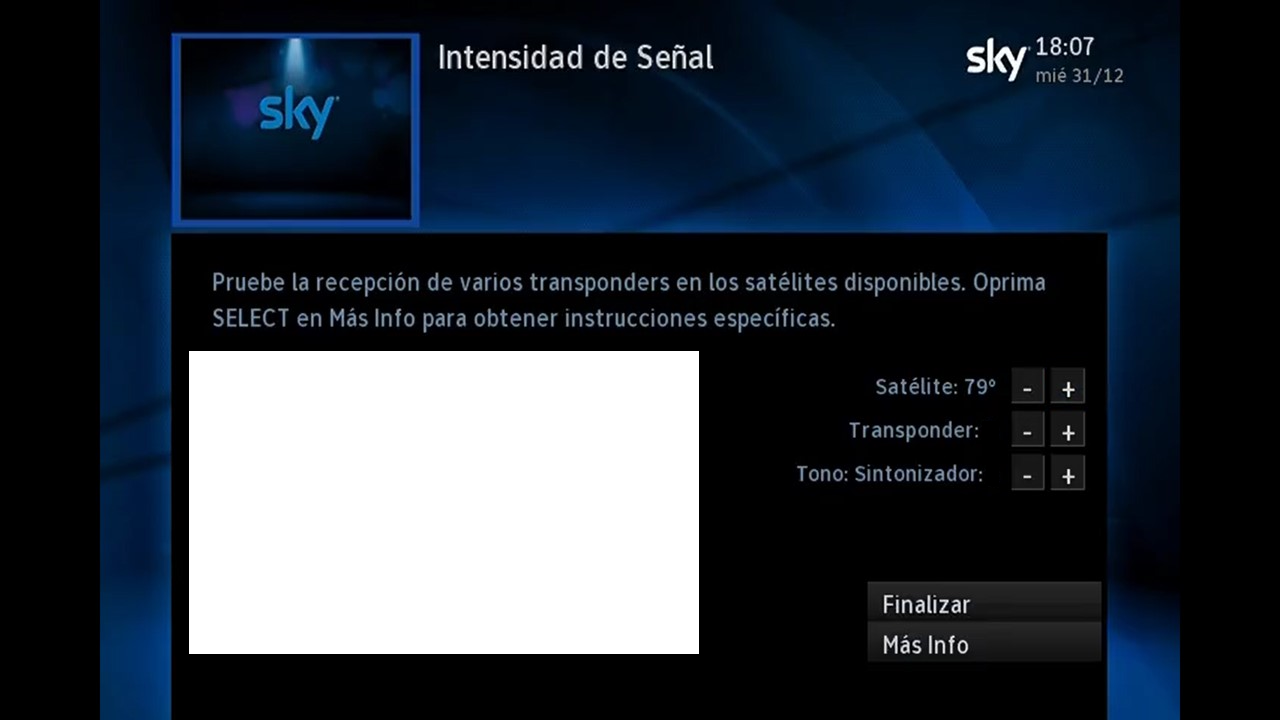 sky
Intensidad de Señal
sky 18:07
mié 31/12
Pruebe la recepción de varios transponders en los satélites disponibles. Oprima
SELECT en Más Info para obtener instrucciones específicas.
Satélite: 79° - +
Transponder: - +
Tono: Sintonizador: - +
Finalizar
Más Info